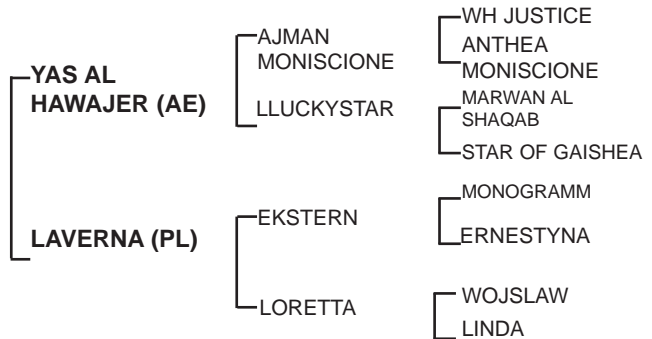 YAS AL
HAWAJER (AE)
AJMAN
MONISCIONE
WH JUSTICE
ANTHEA
MONISCIONE
LLUCKYSTAR
MARWAN AL
SHAQAB
STAR OF GAISHEA
LAVERNA (PL)
EKSTERN
MONOGRAMM
ERNESTYNA
LORETTA
WOJSLAW
LINDA